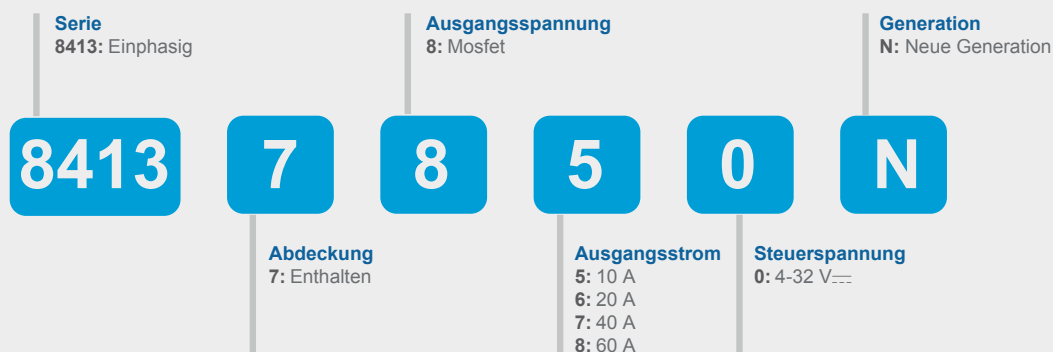 Serie
8413: Einphasig
Ausgangsspannung
8: Mosfet
Generation
N: Neue Generation
8413 7 8 5 0 N
Abdeckung
7: Enthalten
Ausgangsstrom
5: 10 A
6: 20 A
7: 40 A
8: 60 A
Steuerspannung
0: 4-32 V⎓